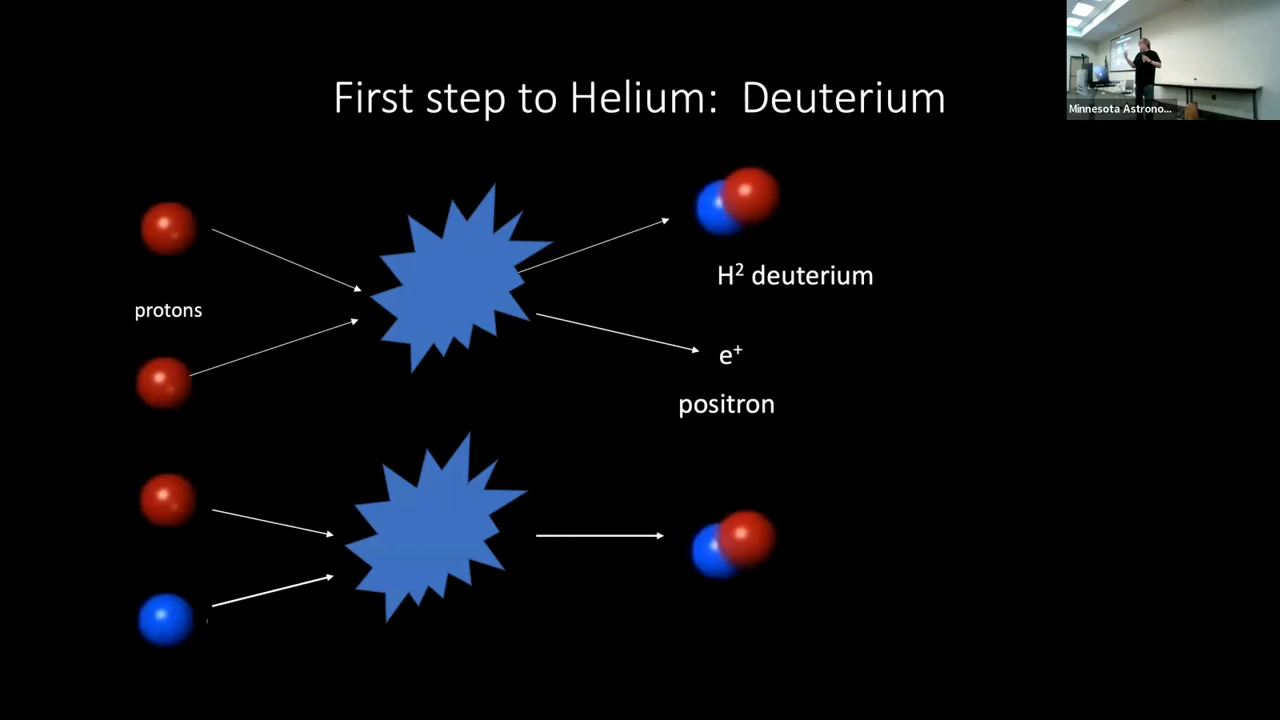 Minnesota Astrono...
First step to Helium: Deuterium
protons
H² deuterium
e⁺
positron